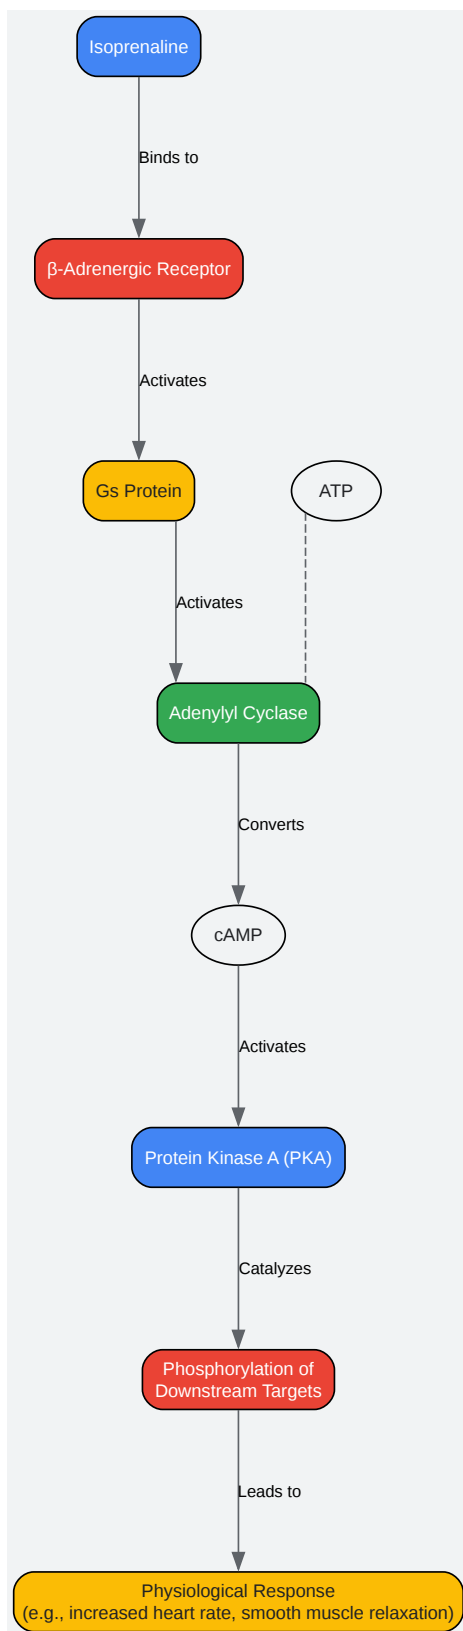 Isoprenaline
Binds to
β-Adrenergic Receptor
Activates
Gs Protein
ATP
Activates
Adenylyl Cyclase
Converts
cAMP
Activates
Protein Kinase A (PKA)
Catalyzes
Phosphorylation of
Downstream Targets
Leads to
Physiological Response
(e.g., increased heart rate, smooth muscle relaxation)